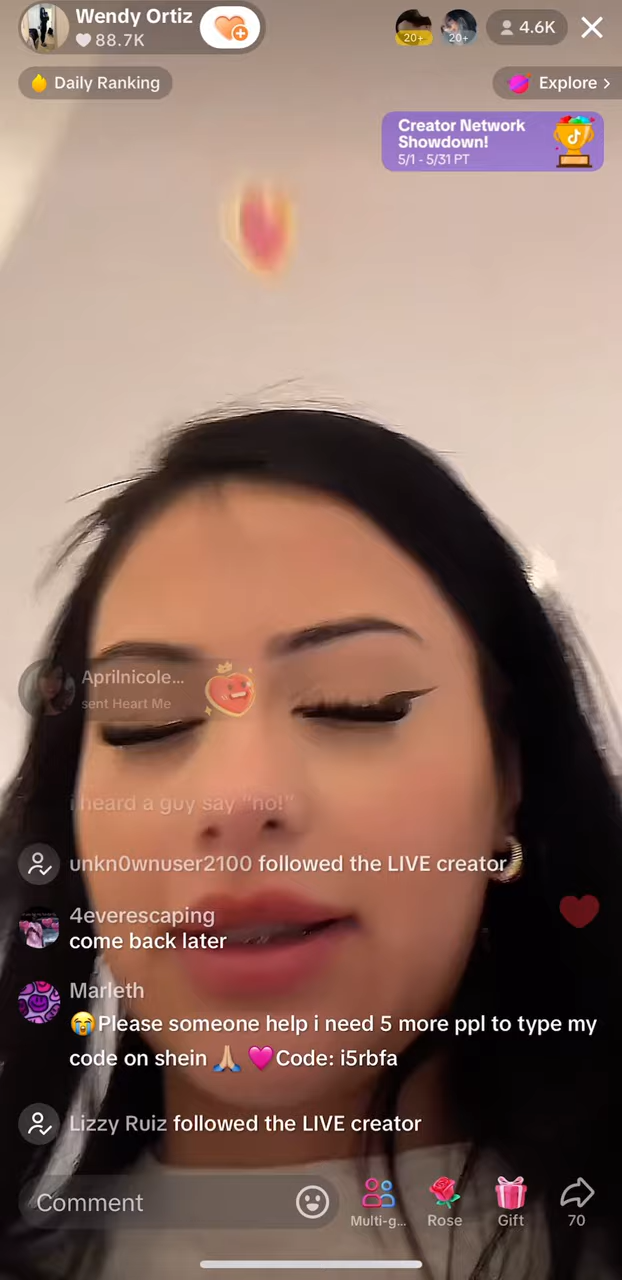 Wendy Ortiz
88.7K
20+
20+
4.6K
Daily Ranking
Explore >
Creator Network
Showdown!
5/1 - 5/31 PT
Aprilnicole...
sent Heart Me
i heard a guy say "no!"
unkn0wnuser2100 followed the LIVE creator
4everescaping
come back later
Marleth
😭Please someone help i need 5 more ppl to type my
code on shein 🙏🏼 💗Code: i5rbfa
Lizzy Ruiz followed the LIVE creator
Comment
Multi-g...
Rose
Gift
70